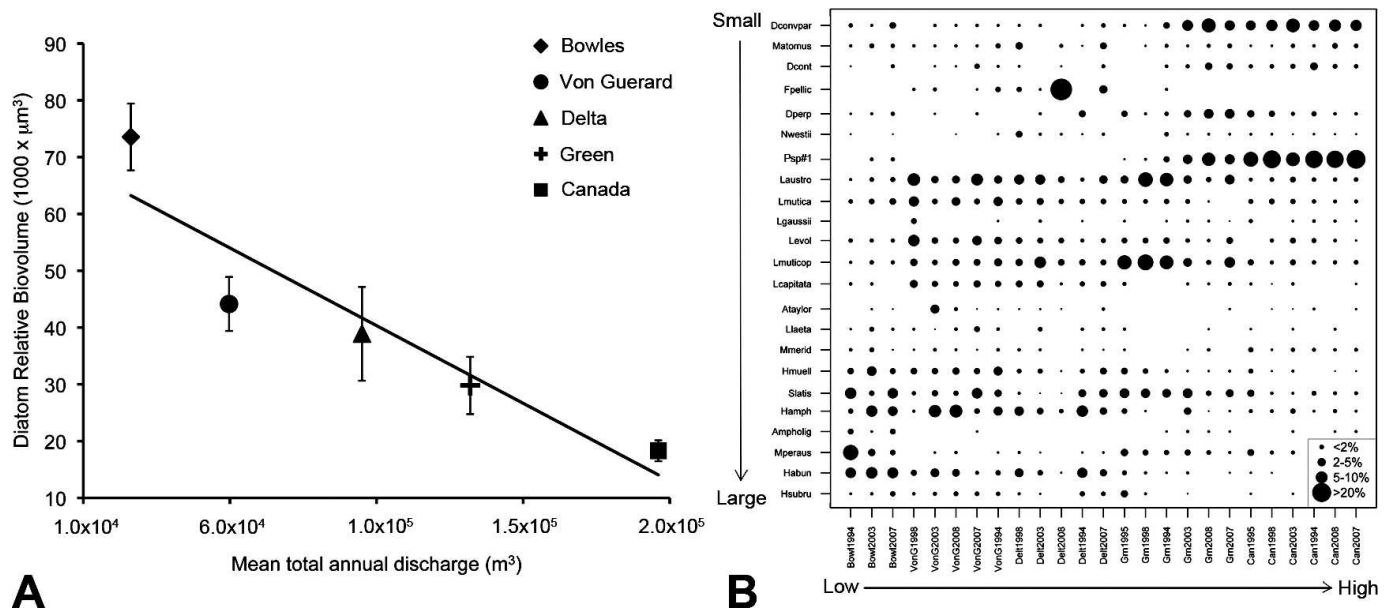 Diatom Relative Biovolume (1000 x µm³)
90
80
70
60
50
40
30
20
10
1.0x10⁴
6.0x10⁴
1.0x10⁵
1.5x10⁵
2.0x10⁵
Mean total annual discharge (m³)
Bowles
Von Guerard
Delta
Green
Canada
A
Small
Large
Dconvpar
Matomus
Dcont
Fpellic
Dperp
Nwestii
Psp#1
Laustro
Lmutica
Lgaussii
Levol
Lmuticop
Lcapitata
Ataylor
Llaeta
Mmerid
Hmuell
Slatis
Hamph
Ampholig
Mperaus
Habun
Hsubru
<2%
2-5%
5-10%
>20%
Bowl1994
Bowl2003
Bowl2007
VonG1998
VonG2003
VonG2008
VonG2007
VonG1994
Delt1998
Delt2003
Delt2008
Delt1994
Delt2007
Grn1995
Grn1998
Grn1994
Grn2003
Grn2008
Grn2007
Can1995
Can1998
Can2003
Can1994
Can2008
Can2007
Low
High
B